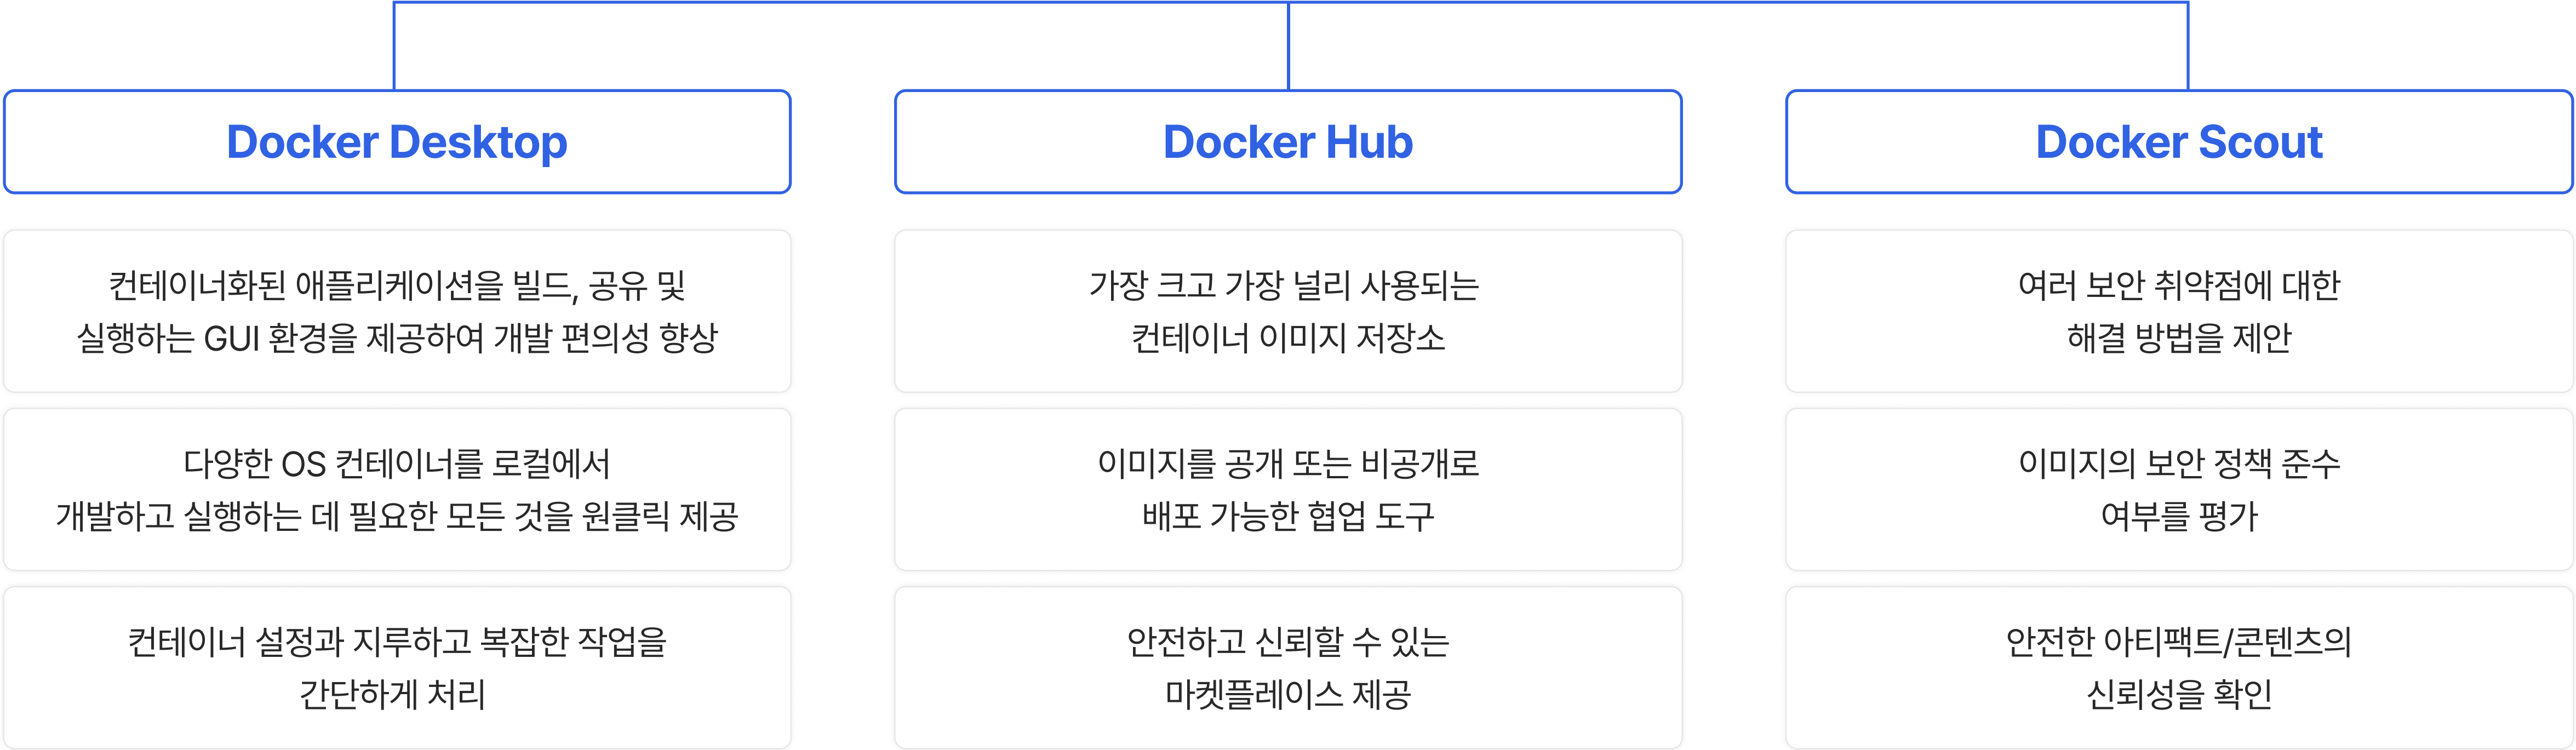 Docker Desktop
컨테이너화된 애플리케이션을 빌드, 공유 및
실행하는 GUI 환경을 제공하여 개발 편의성 향상
다양한 OS 컨테이너를 로컬에서
개발하고 실행하는 데 필요한 모든 것을 원클릭 제공
컨테이너 설정과 지루하고 복잡한 작업을
간단하게 처리
Docker Hub
가장 크고 가장 널리 사용되는
컨테이너 이미지 저장소
이미지를 공개 또는 비공개로
배포 가능한 협업 도구
안전하고 신뢰할 수 있는
마켓플레이스 제공
Docker Scout
여러 보안 취약점에 대한
해결 방법을 제안
이미지의 보안 정책 준수
여부를 평가
안전한 아티팩트/콘텐츠의
신뢰성을 확인